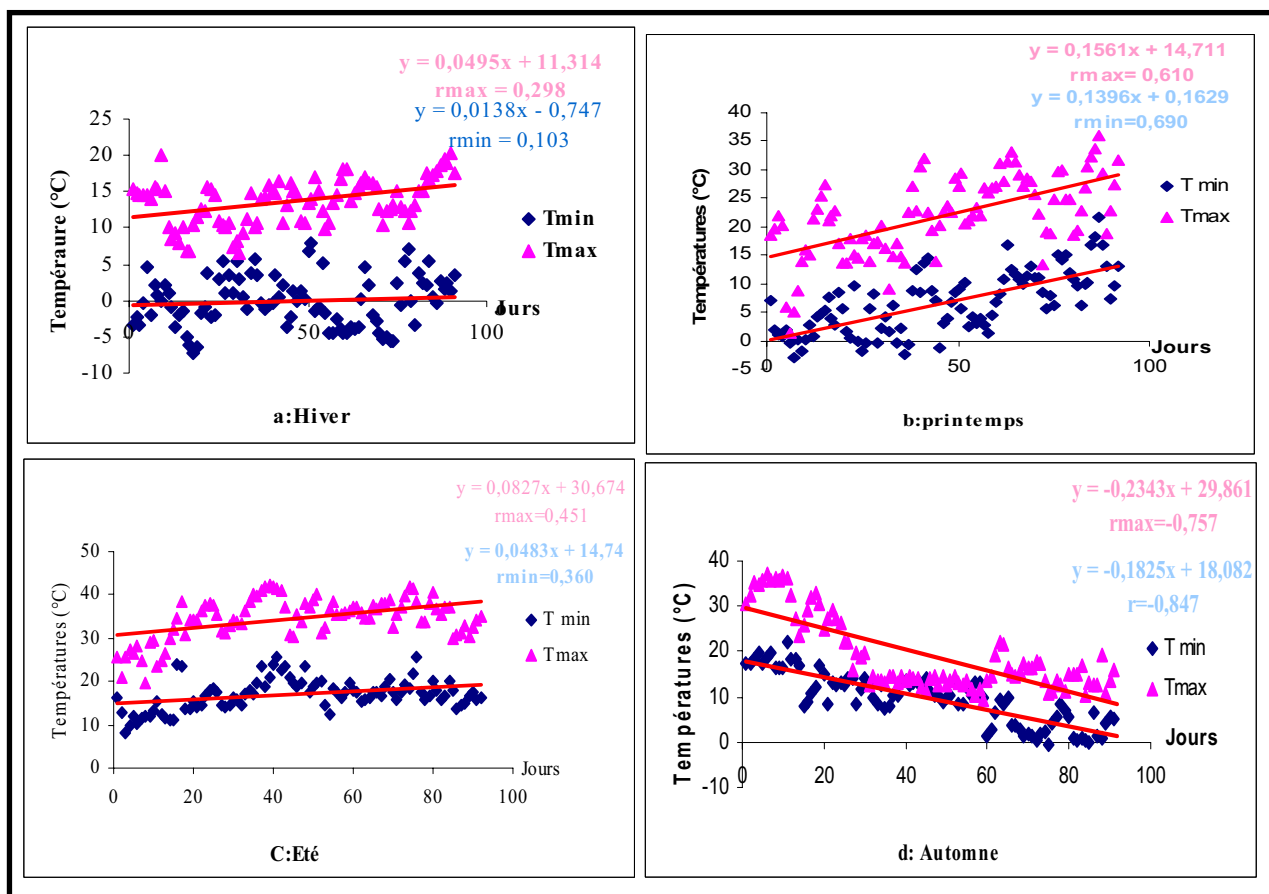 y = 0,0495x + 11,314
rmax = 0,298
y = 0,0138x - 0,747
rmin = 0,103
25
20
15
10
5
0
-5
-10
0
50
100
Tempéraure (°C)
Jours
Tmin
Tmax
a:Hiver
y = 0,1561x + 14,711
rmax= 0,610
y = 0,1396x + 0,1629
rmin=0,690
40
35
30
25
20
15
10
5
0
-5
0
50
100
Températures (°C)
Jours
T min
Tmax
b:printemps
y = 0,0827x + 30,674
rmax=0,451
y = 0,0483x + 14,74
rmin=0,360
50
40
30
20
10
0
0
20
40
60
80
100
Températures (°C)
Jours
T min
Tmax
C:Eté
y = -0,2343x + 29,861
rmax=-0,757
y = -0,1825x + 18,082
r=-0,847
40
30
20
10
0
-10
0
20
40
60
80
100
Températures (°C)
Jours
T min
Tmax
d: Automne